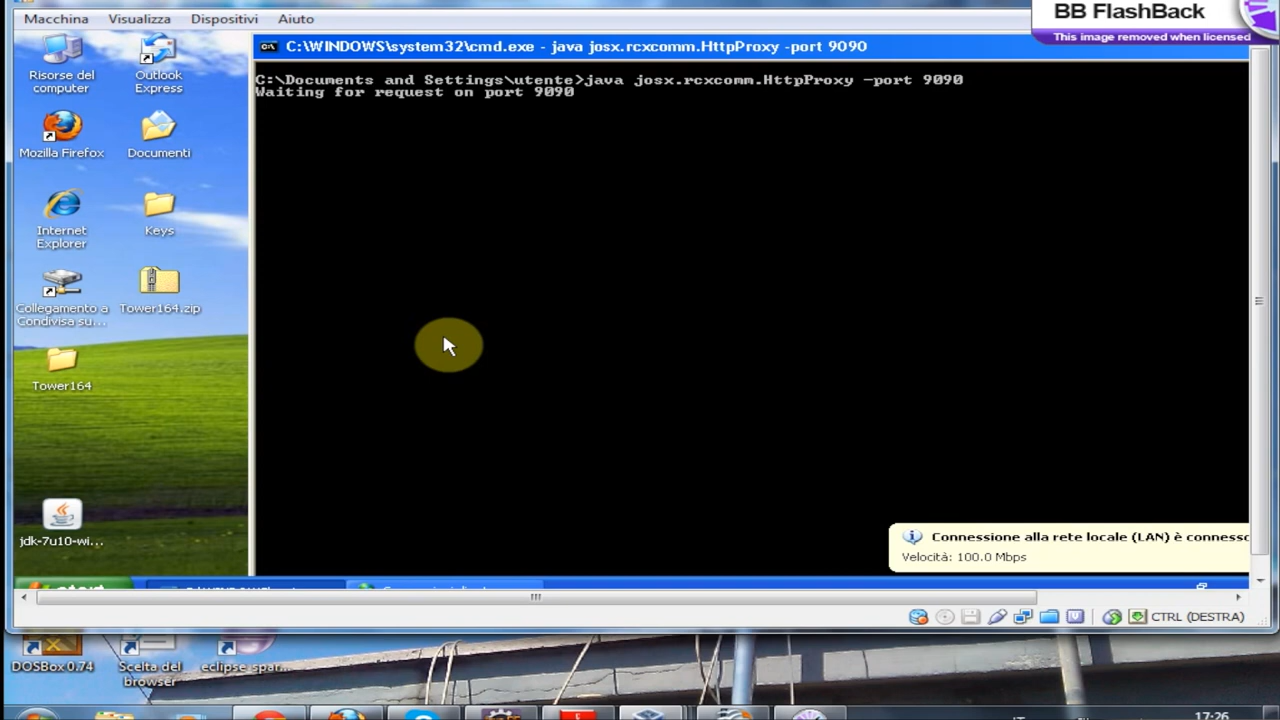 BB FlashBack
This image removed when licensed
Macchina Visualizza Dispositivi Aiuto
C:\WINDOWS\system32\cmd.exe - java josx.rcxcomm.HttpProxy -port 9090
C:\Documents and Settings\utente>java josx.rcxcomm.HttpProxy -port 9090
Waiting for request on port 9090
Risorse del
computer
Outlook
Express
Mozilla Firefox
Documenti
Internet
Explorer
Keys
Collegamento a
Condivisa su...
Tower164.zip
Tower164
jdk-7u10-wi...
Connessione alla rete locale (LAN) è
Velocità: 100.0 Mbps
CTRL (DESTRA)
DOSBox 0.74
Scelta del
browser
eclipse spar...
17:26